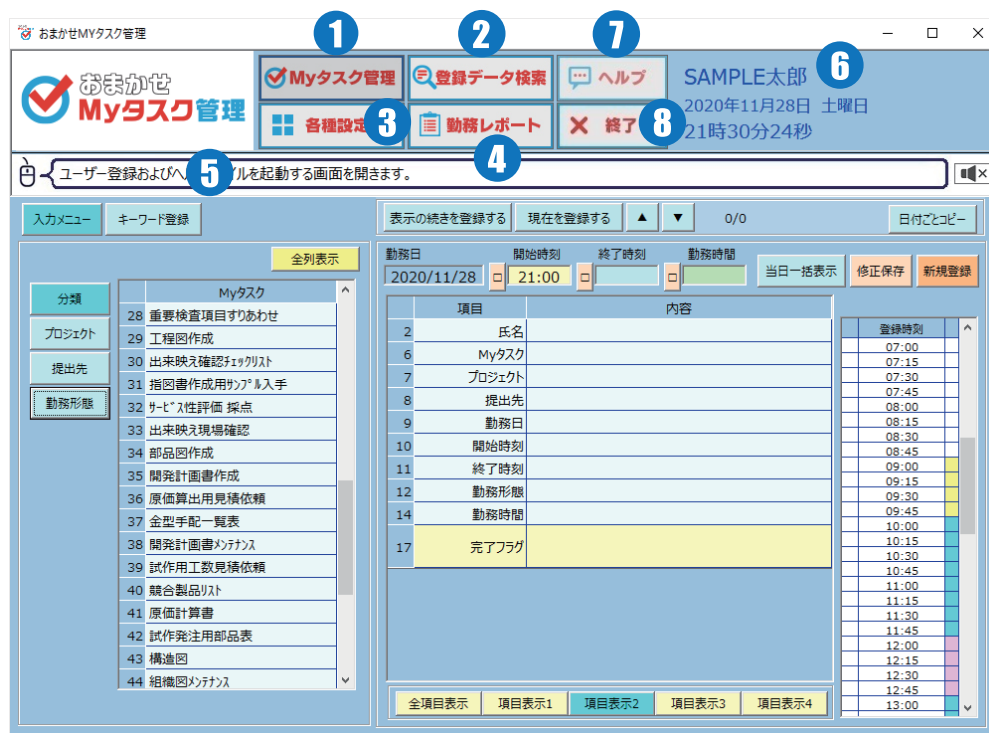 おまかせMYタスク管理
1
2
7
おまかせ
Myタスク管理
Myタスク管理
登録データ検索
ヘルプ
各種設定
3
勤務レポート
終了
8
4
SAMPLE太郎
6
2020年11月28日 土曜日
21時30分24秒
5
ユーザー登録およびヘ
ルを起動する画面を開きます。
入力メニュー
キーワード登録
表示の続きを登録する
現在を登録する
▲
▼
0/0
日付ごとコピー
全列表示
分類
プロジェクト
提出先
勤務形態
Myタスク
28 重要検査項目すりあわせ
29 工程図作成
30 出来映え確認チェックリスト
31 指図書作成用サンプル入手
32 サービス性評価 採点
33 出来映え現場確認
34 部品図作成
35 開発計画書作成
36 原価算出用見積依頼
37 金型手配一覧表
38 開発計画書メンテナンス
39 試作用工数見積依頼
40 競合製品リスト
41 原価計算書
42 試作発注用部品表
43 構造図
44 組織図メンテナンス
勤務日
開始時刻
終了時刻
勤務時間
2020/11/28
21:00
当日一括表示
修正保存
新規登録
項目
内容
2 氏名
6 Myタスク
7 プロジェクト
8 提出先
9 勤務日
10 開始時刻
11 終了時刻
12 勤務形態
14 勤務時間
17 完了フラグ
全項目表示
項目表示1
項目表示2
項目表示3
項目表示4
登録時刻
07:00
07:15
07:30
07:45
08:00
08:15
08:30
08:45
09:00
09:15
09:30
09:45
10:00
10:15
10:30
10:45
11:00
11:15
11:30
11:45
12:00
12:15
12:30
12:45
13:00